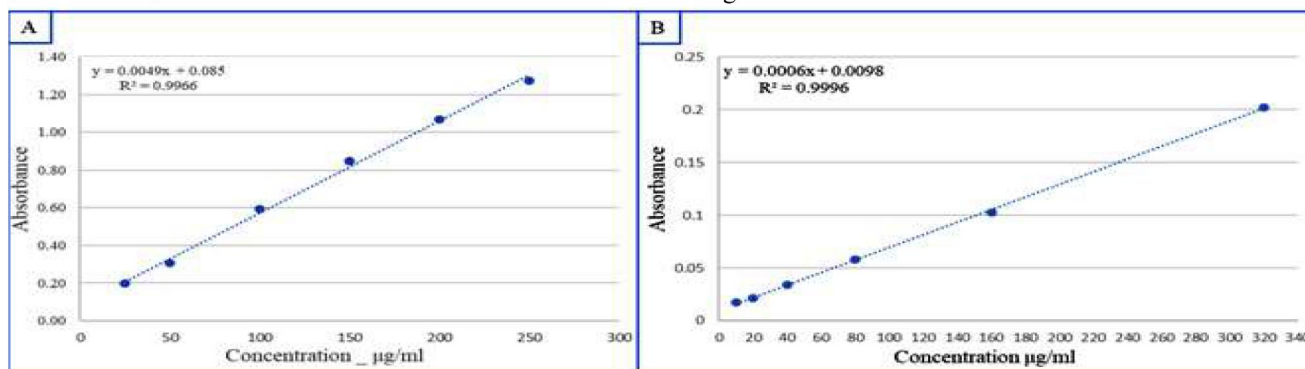 A
y = 0.0049x + 0.085
R² = 0.9966
1.40
1.20
1.00
0.80
0.60
0.40
0.20
0.00
Absorbance
0 50 100 150 200 250 300
Concentration _ µg/ml
B
y = 0.0006x + 0.0098
R² = 0.9996
0.25
0.2
0.15
0.1
0.05
0
Absorbance
0 20 40 60 80 100 120 140 160 180 200 220 240 260 280 300 320 340
Concentration µg/ml